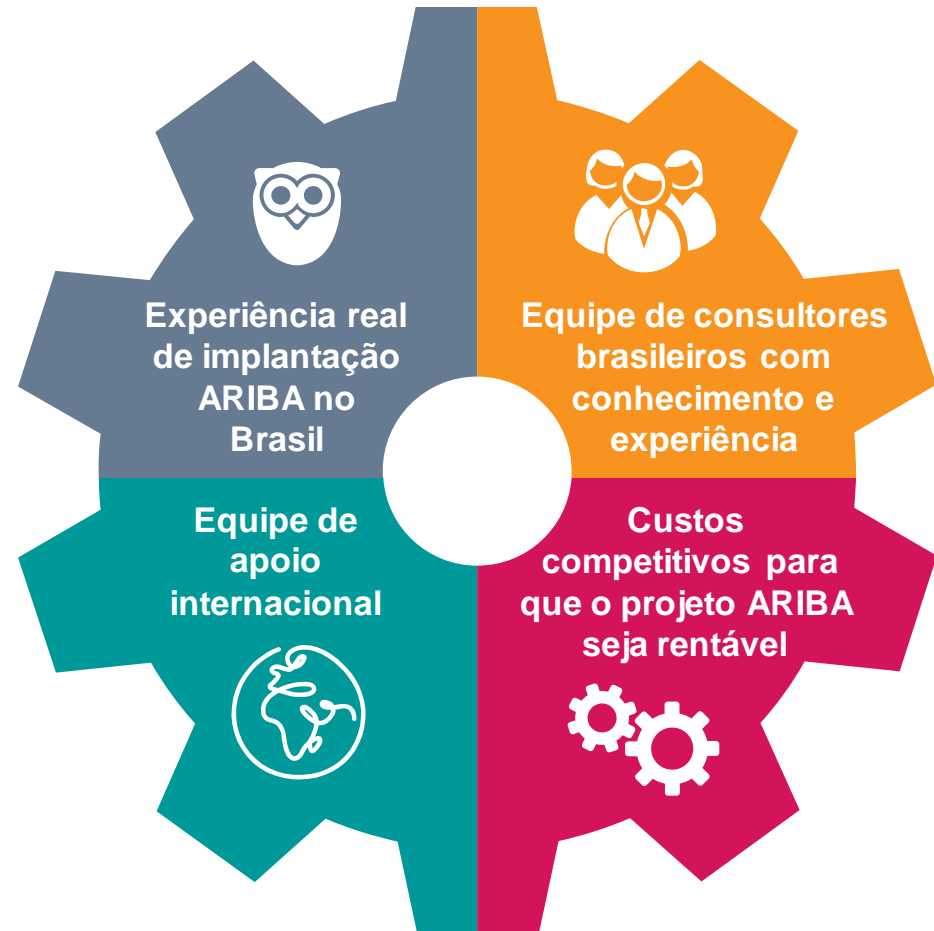 Experiência real
de implantação
ARIBA no
Brasil
Equipe de consultores
brasileiros com
conhecimento e
experiência
Equipe de
apoio
internacional
Custos
competitivos para
que o projeto ARIBA
seja rentável